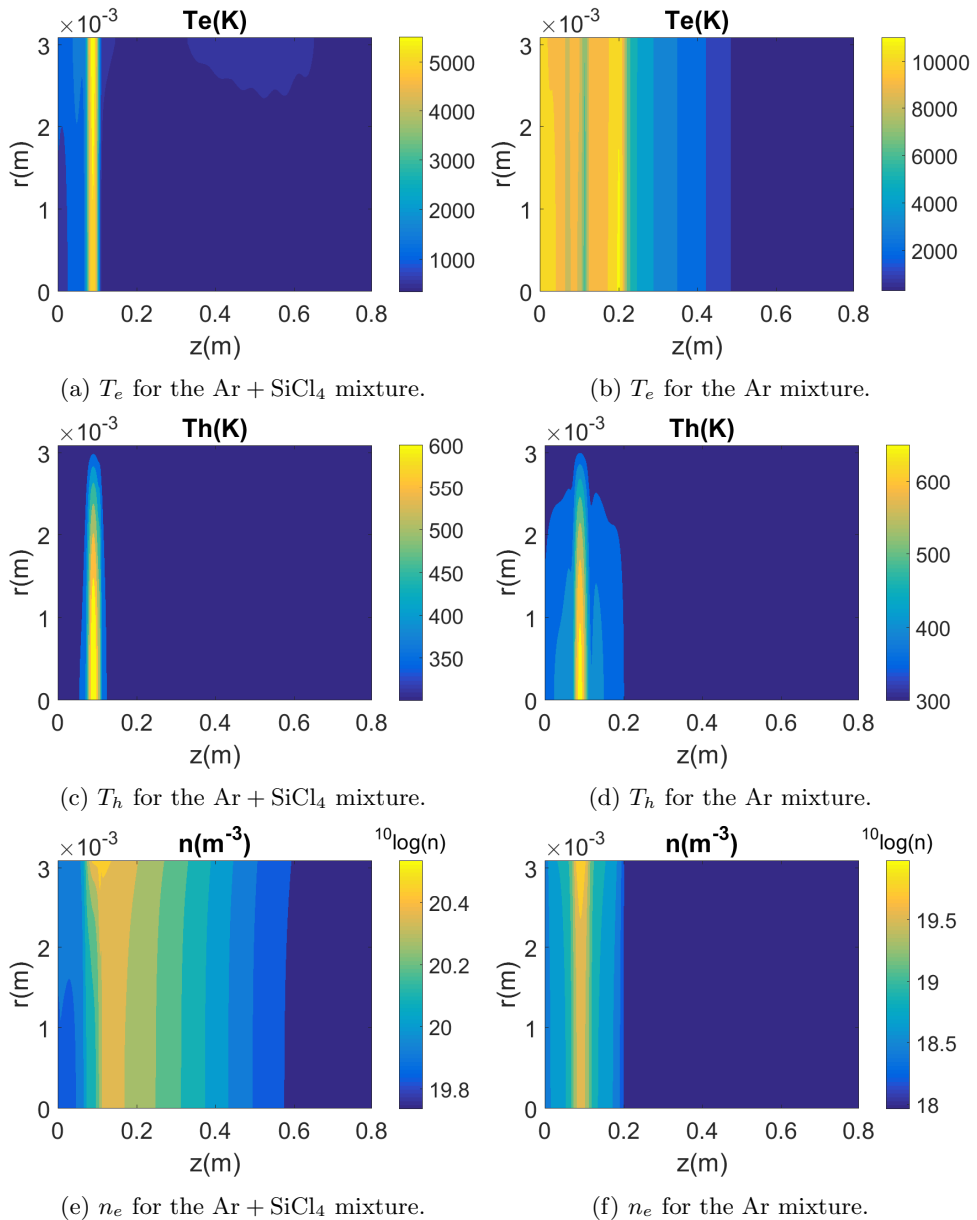 ×10⁻³ Te(K)
3
2
1
0
r(m)
0 0.2 0.4 0.6 0.8
z(m)
5000
4000
3000
2000
1000
(a) Tₑ for the Ar + SiCl₄ mixture.
×10⁻³ Te(K)
3
2
1
0
r(m)
0 0.2 0.4 0.6 0.8
z(m)
10000
8000
6000
4000
2000
(b) Tₑ for the Ar mixture.
×10⁻³ Th(K)
3
2
1
0
r(m)
0 0.2 0.4 0.6 0.8
z(m)
600
550
500
450
400
350
(c) Tₕ for the Ar + SiCl₄ mixture.
×10⁻³ Th(K)
3
2
1
0
r(m)
0 0.2 0.4 0.6 0.8
z(m)
600
500
400
300
(d) Tₕ for the Ar mixture.
×10⁻³ n(m⁻³) ¹⁰log(n)
3
2
1
0
r(m)
0 0.2 0.4 0.6 0.8
z(m)
20.4
20.2
20
19.8
(e) nₑ for the Ar + SiCl₄ mixture.
×10⁻³ n(m⁻³) ¹⁰log(n)
3
2
1
0
r(m)
0 0.2 0.4 0.6 0.8
z(m)
19.5
19
18.5
18
(f) nₑ for the Ar mixture.